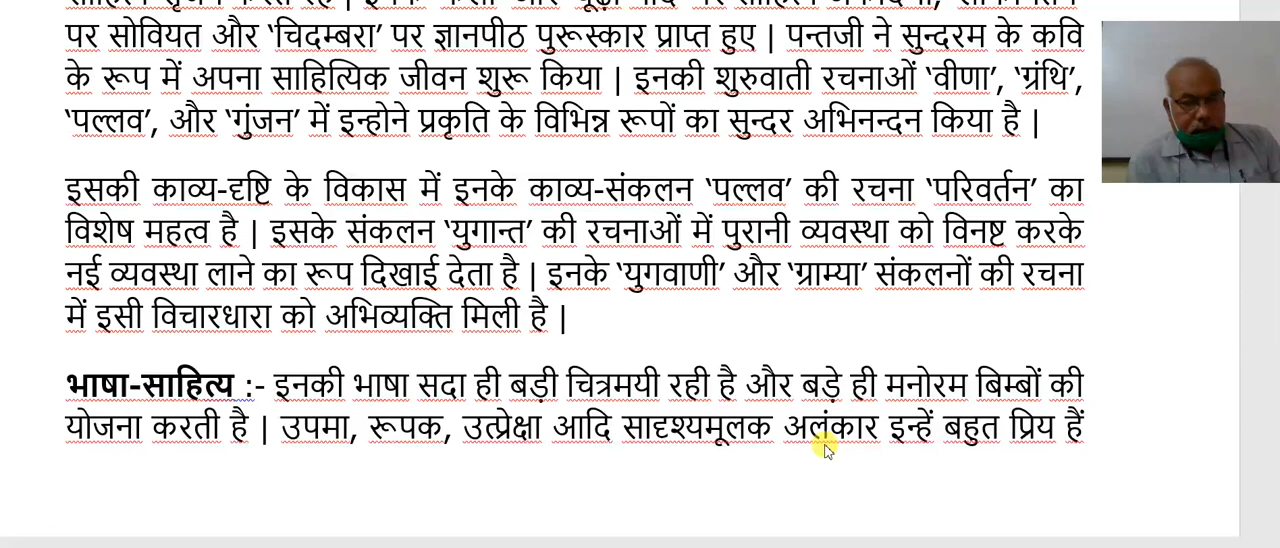 पर सोवियत और ‘चिदम्बरा’ पर ज्ञानपीठ पुरूस्कार प्राप्त हुए | पन्तजी ने सुन्दरम के कवि
के रूप में अपना साहित्यिक जीवन शुरू किया | इनकी शुरुवाती रचनाओं ‘वीणा’, ‘ग्रंथि’,
‘पल्लव’, और ‘गुंजन’ में इन्होने प्रकृति के विभिन्न रूपों का सुन्दर अभिनन्दन किया है |
इसकी काव्य-दृष्टि के विकास में इनके काव्य-संकलन ‘पल्लव’ की रचना ‘परिवर्तन’ का
विशेष महत्व है | इसके संकलन ‘युगान्त’ की रचनाओं में पुरानी व्यवस्था को विनष्ट करके
नई व्यवस्था लाने का रूप दिखाई देता है | इनके ‘युगवाणी’ और ‘ग्राम्या’ संकलनों की रचना
में इसी विचारधारा को अभिव्यक्ति मिली है |
भाषा-साहित्य :- इनकी भाषा सदा ही बड़ी चित्रमयी रही है और बड़े ही मनोरम बिम्बों की
योजना करती है | उपमा, रूपक, उत्प्रेक्षा आदि सादृश्यमूलक अलंकार इन्हें बहुत प्रिय हैं